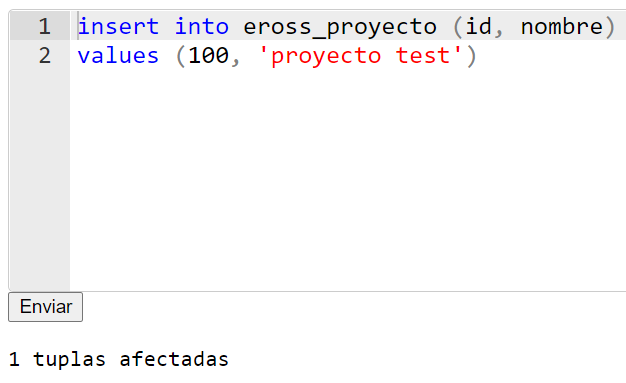 1 insert into eross_proyecto (id, nombre)
2 values (100, 'proyecto test')
Enviar
1 tuplas afectadas